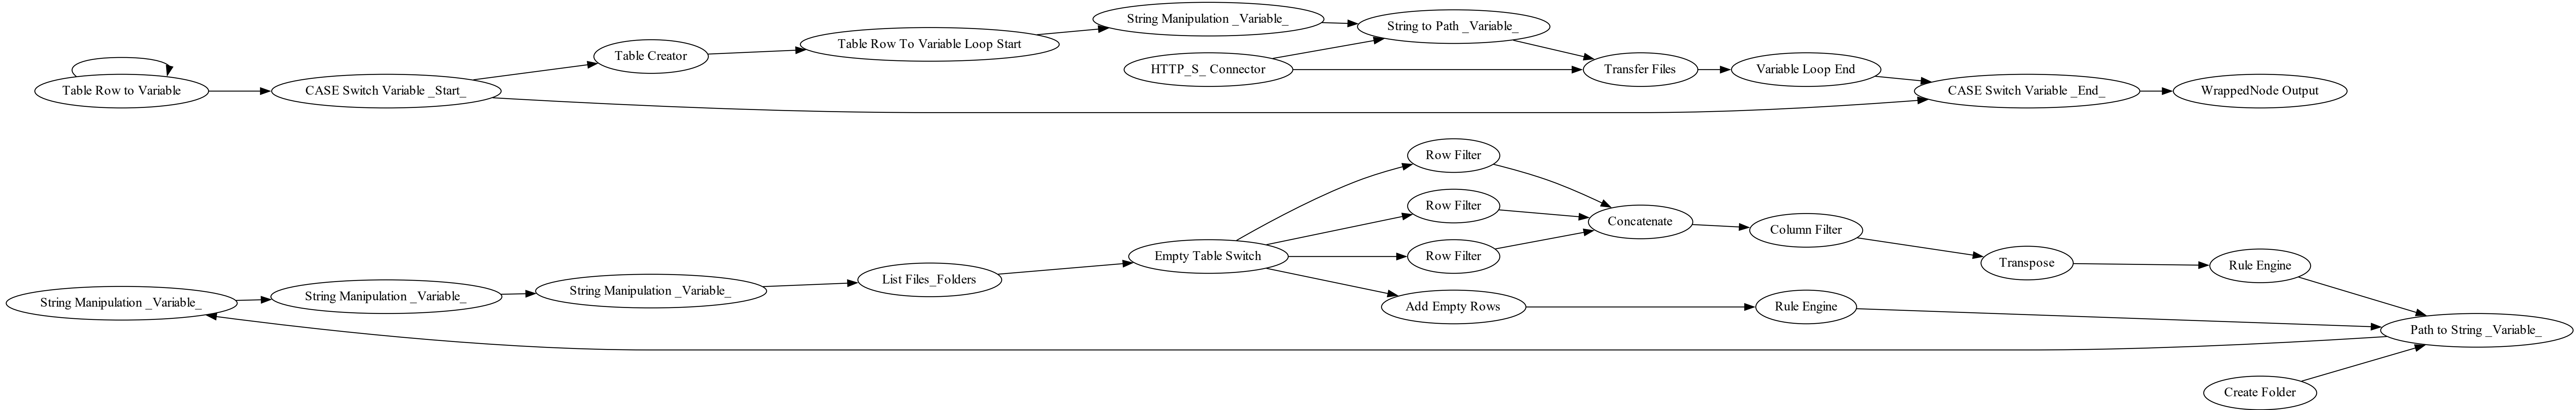 Table Row to Variable
CASE Switch Variable _Start_
Table Creator
Table Row To Variable Loop Start
String Manipulation _Variable_
HTTP_S_ Connector
String to Path _Variable_
Transfer Files
Variable Loop End
CASE Switch Variable _End_
WrappedNode Output
String Manipulation _Variable_
String Manipulation _Variable_
String Manipulation _Variable_
List Files_Folders
Empty Table Switch
Row Filter
Row Filter
Row Filter
Add Empty Rows
Concatenate
Column Filter
Rule Engine
Transpose
Rule Engine
Path to String _Variable_
Create Folder